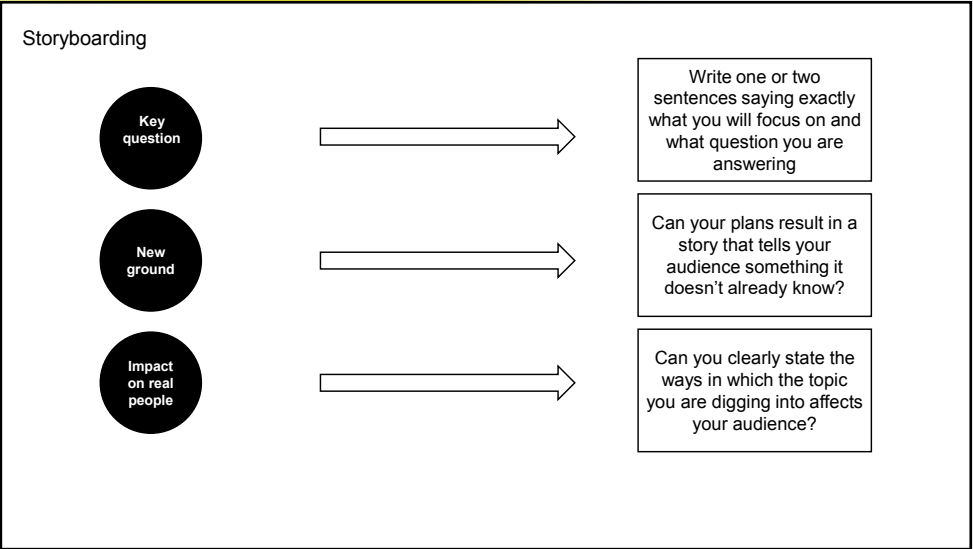 Storyboarding
Key
question
Write one or two
sentences saying exactly
what you will focus on and
what question you are
answering
New
ground
Can your plans result in a
story that tells your
audience something it
doesn’t already know?
Impact
on real
people
Can you clearly state the
ways in which the topic
you are digging into affects
your audience?